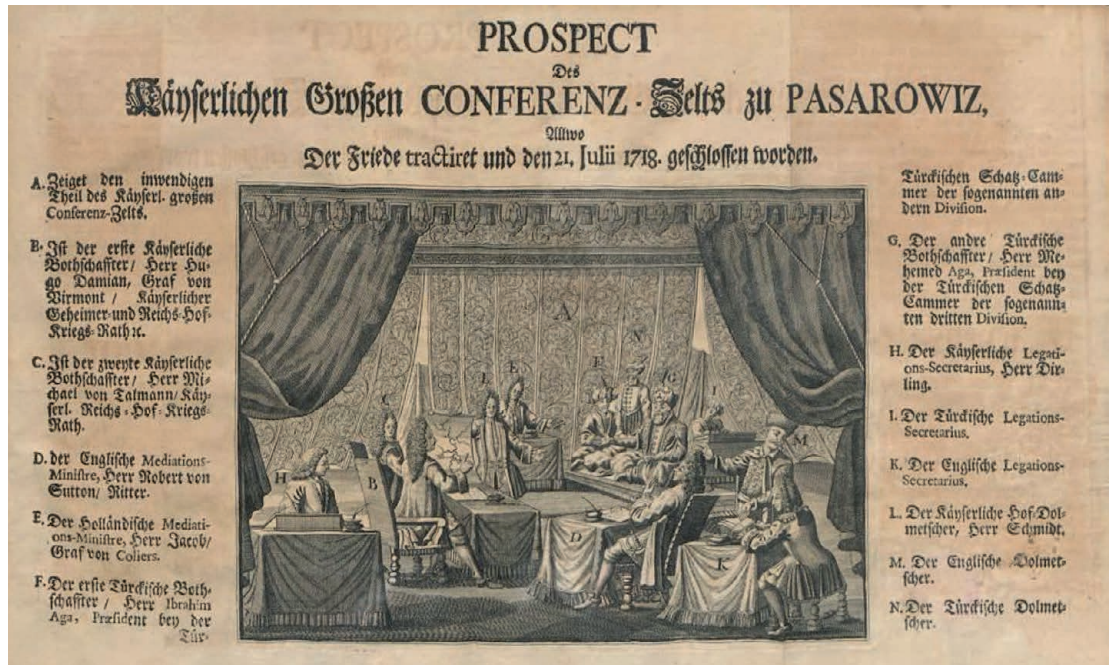 PROSPECT
Des
Käyserlichen Großen CONFERENZ-Zelts zu PASAROWIZ,
Allwo
Der Friede tractiret und den 21. Julii 1718. geschlossen worden.
A. Zeiget den inwendigen
Theil des Käyserl. großen
Conferenz-Zelts.
B. Ist der erste Käyserliche
Bothschaffter / Herr Hu-
go Damian, Graf von
Virmont / Käyserlicher
Geheimer-und Reichs-Hof-
Kriegs-Rath ꝛc.
C. Ist der zweyte Käyserliche
Bothschaffter / Herr Mi-
chael von Talmann / Käy-
serl. Reichs-Hof-Kriegs-
Rath.
D. der Englische Mediations-
Ministre, Herr Robert von
Sutton / Ritter.
E. Der Holländische Mediati-
ons-Ministre, Herr Jacob /
Graf von Coliers.
F. Der erste Türckische Both-
schaffter / Herr Ibrahim
Aga, Præsident bey der
Tür-
Türckischen Schatz-Cam-
mer der sogenannten an-
dern Division.
G. Der andre Türckische
Bothschaffter / Herr Me-
hemed Aga, Præsident bey
der Türckischen Schatz-
Cammer der sogenann-
ten dritten Division.
H. Der Käyserliche Legati-
ons-Secretarius, Herr Dir-
ling.
I. Der Türckische Legations-
Secretarius.
K. Der Englische Legations-
Secretarius.
L. Der Käyserliche Hof-Dol-
metscher, Herr Schmidt.
M. Der Englische Dolmet-
scher.
N. Der Türckische Dolmet-
scher.
A
N
F
G
E
L
I
C
M
H
B
D
K